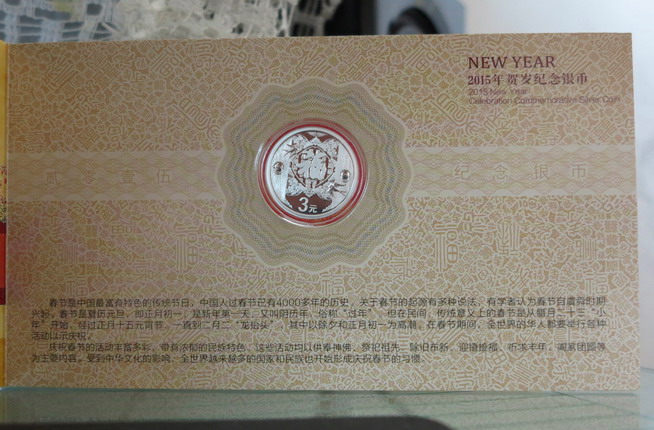 NEW YEAR
2015年 贺岁纪念银币
2015 New Year
Celebration Commemorative Silver Coin
贰零壹伍
纪念银币
3元
春节是中国最富有特色的传统节日，中国人过春节已有4000多年的历史，关于春节的起源有多种说法，有学者认为春节自虞舜时期
兴起。春节是夏历元旦，即正月初一，是新年第一天，又叫阴历年，俗称“过年”。但在民间，传统意义上的春节是从腊月二十三“小
年”开始，经过正月十五元宵节，一直到二月二“龙抬头”，其中以除夕和正月初一为高潮。在春节期间，全世界的华人都要举行各种
活动以示庆祝。
庆祝春节的活动丰富多彩，带有浓郁的民族特色。这些活动均以供奉神佛、祭祀祖先、除旧布新、迎禧接福、祈求丰年、阖家团圆等
为主要内容。受到中华文化的影响，全世界越来越多的国家和民族也开始形成庆祝春节的习惯。